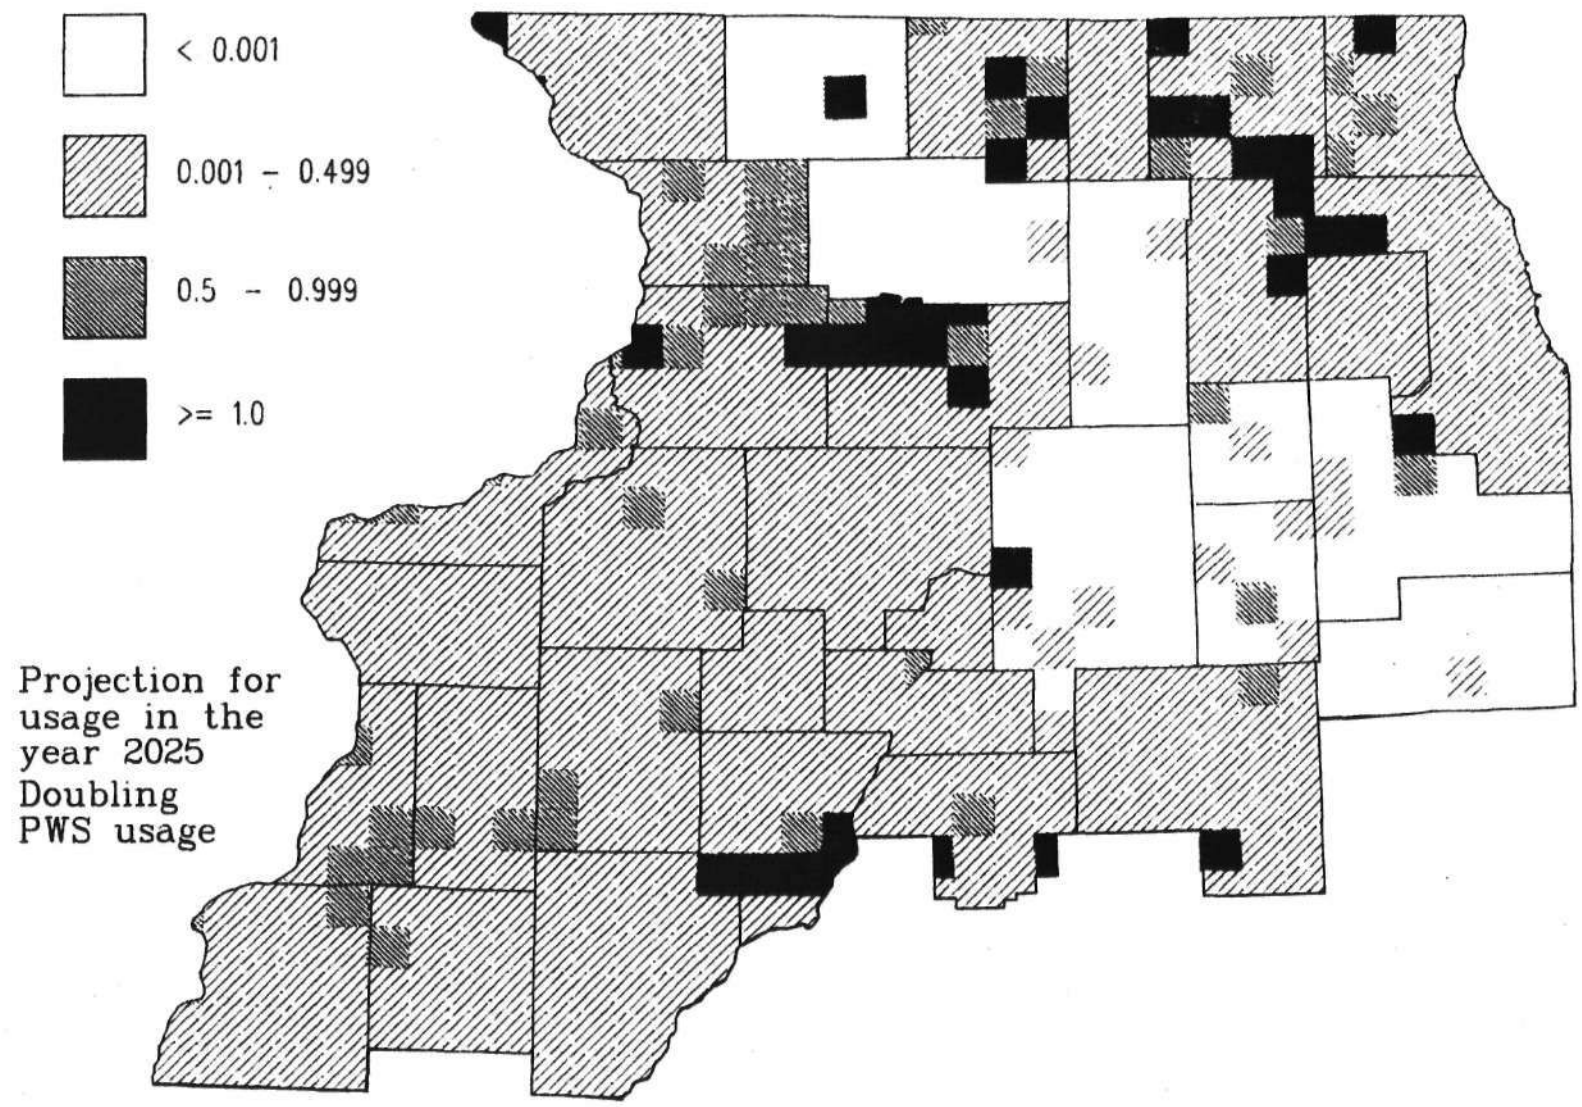 < 0.001
0.001 - 0.499
0.5 - 0.999
>= 1.0
Projection for
usage in the
year 2025
Doubling
PWS usage